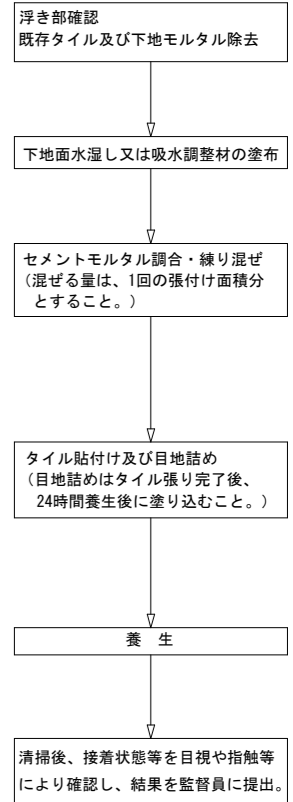 浮き部確認
既存タイル及び下地モルタル除去
下地面水湿し又は吸水調整材の塗布
セメントモルタル調合・練り混ぜ
(混ぜる量は、1回の張付け面積分
とすること。)
タイル貼付け及び目地詰め
(目地詰めはタイル張り完了後、
24時間養生後に塗り込むこと。)
養　生
清掃後、接着状態等を目視や指触等
により確認し、結果を監督員に提出。